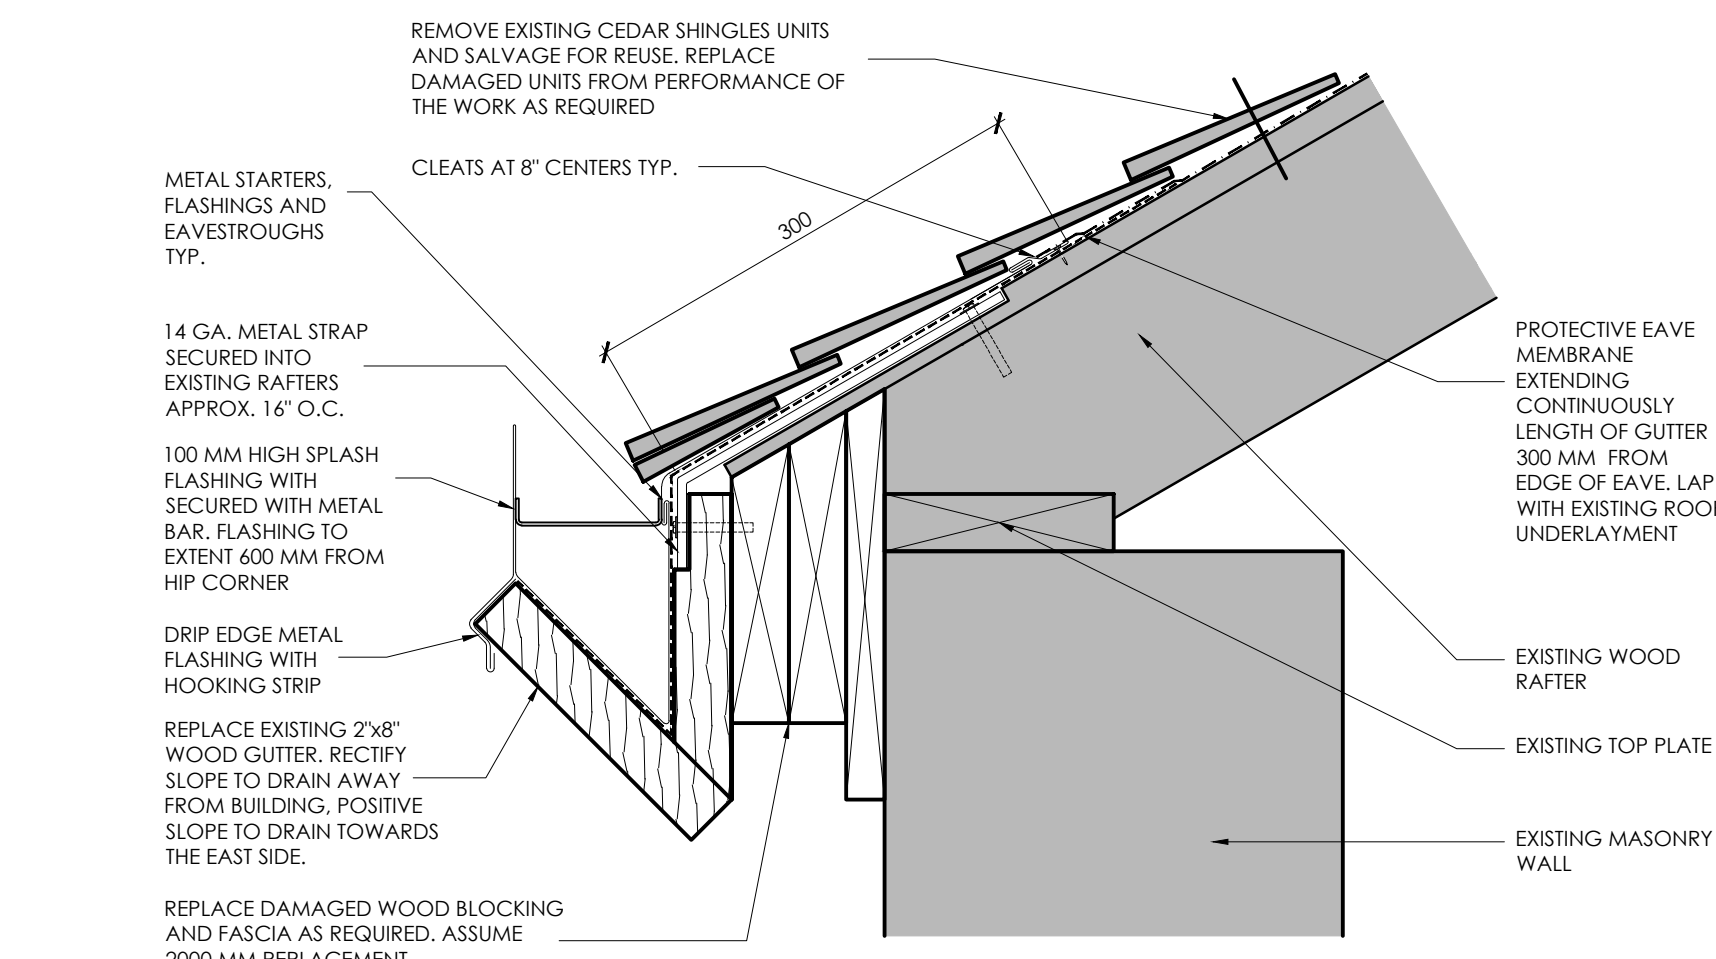 REMOVE EXISTING CEDAR SHINGLES UNITS
AND SALVAGE FOR REUSE. REPLACE
DAMAGED UNITS FROM PERFORMANCE OF
THE WORK AS REQUIRED
CLEATS AT 8" CENTERS TYP.
METAL STARTERS,
FLASHINGS AND
EAVESTROUGHS
TYP.
300
14 GA. METAL STRAP
SECURED INTO
EXISTING RAFTERS
APPROX. 16" O.C.
100 MM HIGH SPLASH
FLASHING WITH
SECURED WITH METAL
BAR. FLASHING TO
EXTENT 600 MM FROM
HIP CORNER
DRIP EDGE METAL
FLASHING WITH
HOOKING STRIP
REPLACE EXISTING 2"x8"
WOOD GUTTER. RECTIFY
SLOPE TO DRAIN AWAY
FROM BUILDING, POSITIVE
SLOPE TO DRAIN TOWARDS
THE EAST SIDE.
REPLACE DAMAGED WOOD BLOCKING
AND FASCIA AS REQUIRED. ASSUME
2000 MM REPLACEMENT
PROTECTIVE EAVE
MEMBRANE
EXTENDING
CONTINUOUSLY
LENGTH OF GUTTER
300 MM FROM
EDGE OF EAVE. LAP
WITH EXISTING
UNDERLAYMENT
EXISTING WOOD
RAFTER
EXISTING TOP PLATE
EXISTING MASONRY
WALL